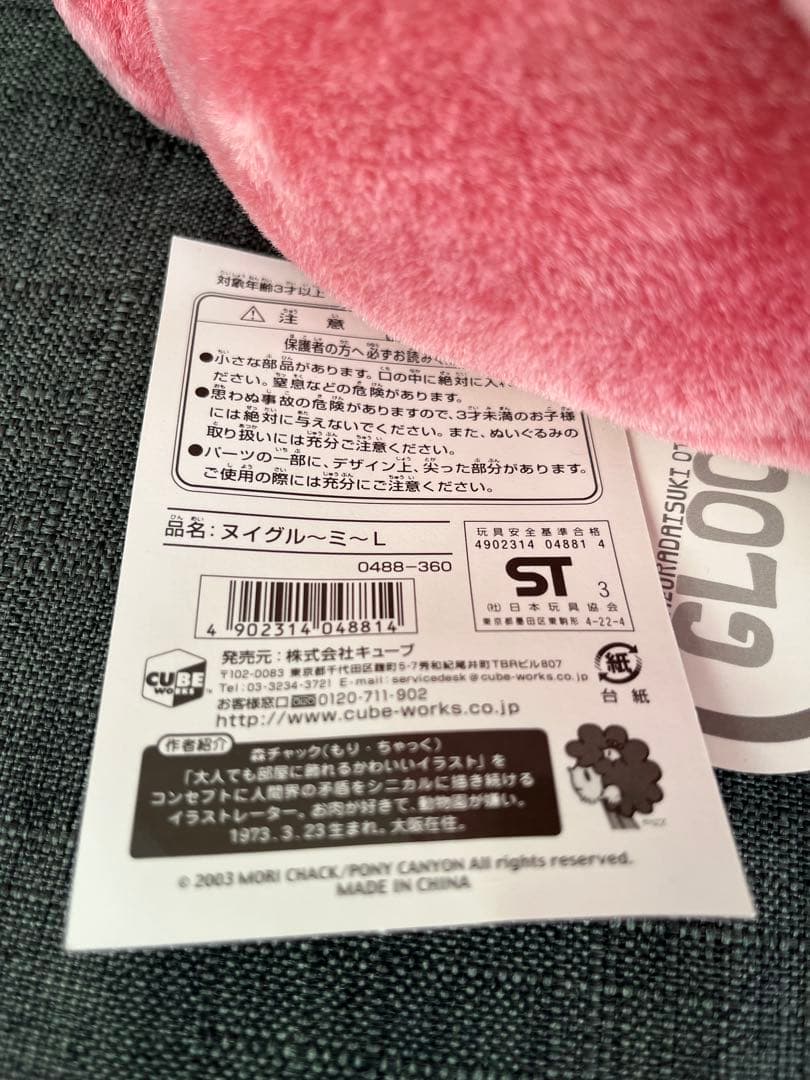 対象年齢3才以上
注意
保護者の方へ必ずお読み
●小さな部品があります。口の中に絶対に入れ
ださい。窒息などの危険があります。
●思わぬ事故の危険がありますので、3才未満のお子様
には絶対に与えないでください。また、ぬいぐるみの
取り扱いには充分ご注意ください。
●パーツの一部に、デザイン上、尖った部分があります。
ご使用の際には充分にご注意ください。
品名:ヌイグル〜ミ〜L
0488-360
玩具安全基準合格
4902314 04881 4
ST 3
(社)日本玩具協会
東京都墨田区東駒形 4-22-4
4 902314 048814
CUBE
WORKS
発売元:株式会社キューブ
〒102-0083 東京都千代田区麹町5-7秀和紀尾井町TBRビル807
Tel:03-3234-3721 E-mail:servicedesk@cube-works.co.jp
お客様窓口 0120-711-902
http://www.cube-works.co.jp
紙
台紙
作者紹介
森チャック(もり・ちゃっく)
「大人でも部屋に飾れるかわいいイラスト」を
コンセプトに人間界の矛盾をシニカルに描き続ける
イラストレーター。お肉が好きで、動物園が嫌い。
1973.3.23生まれ。大阪在住。
© 2003 MORI CHACK/PONY CANYON All rights reserved.
MADE IN CHINA
GLOO